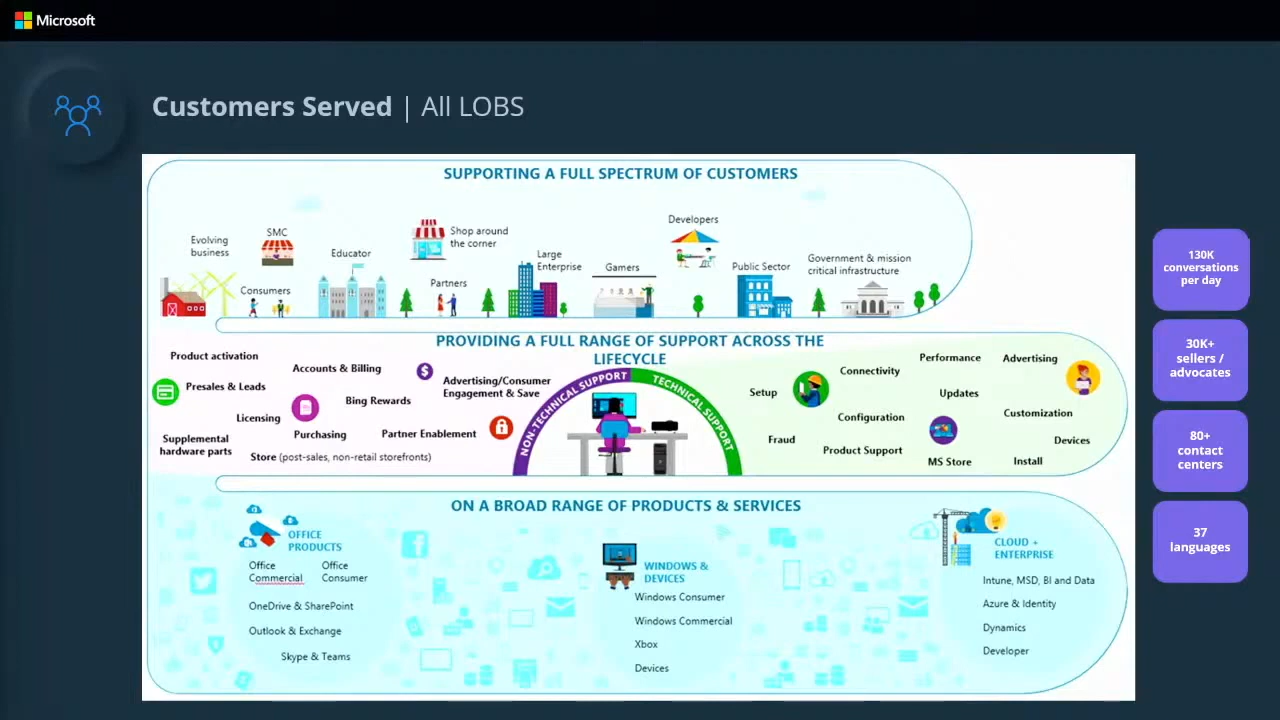 Microsoft
Customers Served | All LOBS
SUPPORTING A FULL SPECTRUM OF CUSTOMERS
Evolving
business
SMC
Consumers
Educator
Shop around
the corner
Partners
Large
Enterprise
Gamers
Developers
Public Sector
Government & mission
critical infrastructure
PROVIDING A FULL RANGE OF SUPPORT ACROSS THE
LIFECYCLE
Product activation
Presales & Leads
Licensing
Supplemental
hardware parts
Accounts & Billing
Bing Rewards
Purchasing
Store (post-sales, non-retail storefronts)
Advertising/Consumer
Engagement & Save
Partner Enablement
NON-TECHNICAL SUPPORT
TECHNICAL SUPPORT
Setup
Fraud
Connectivity
Configuration
Product Support
Performance
Updates
MS Store
Advertising
Customization
Devices
Install
ON A BROAD RANGE OF PRODUCTS & SERVICES
OFFICE
PRODUCTS
Office
Commercial
Office
Consumer
OneDrive & SharePoint
Outlook & Exchange
Skype & Teams
WINDOWS &
DEVICES
Windows Consumer
Windows Commercial
Xbox
Devices
CLOUD +
ENTERPRISE
Intune, MSD, BI and Data
Azure & Identity
Dynamics
Developer
130K
conversations
per day
30K+
sellers /
advocates
80+
contact
centers
37
languages